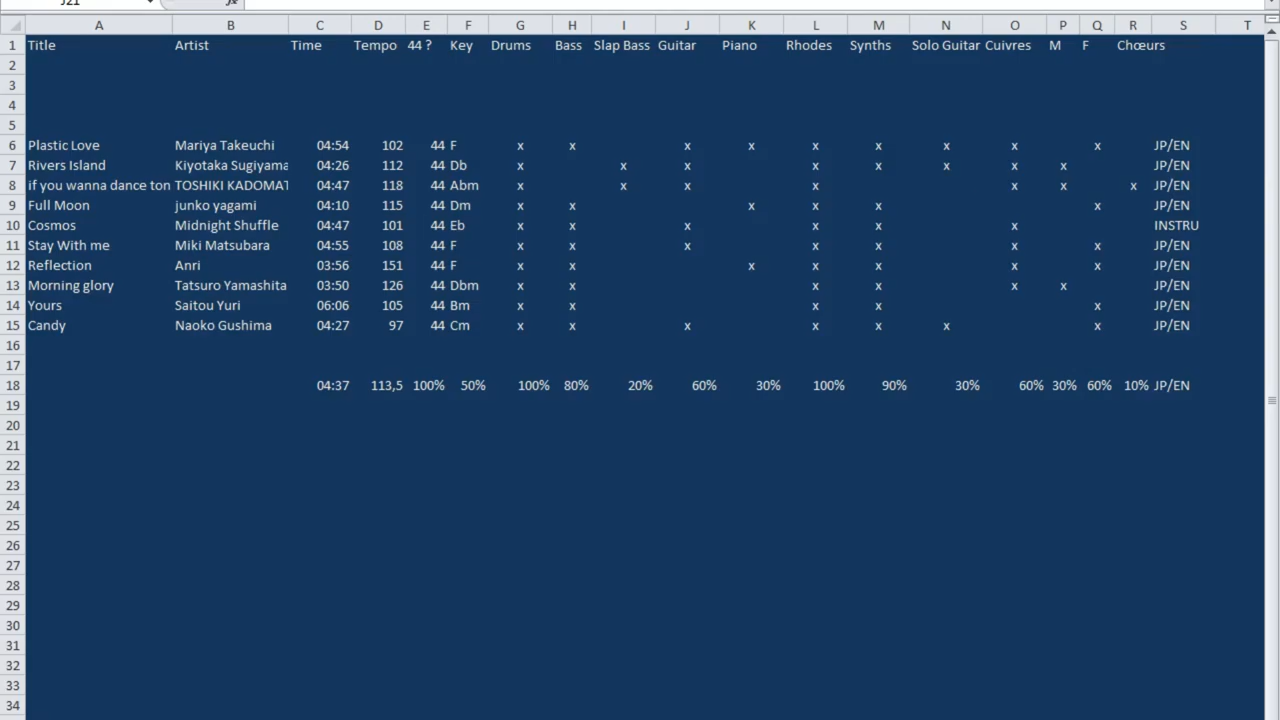 J21 fx
A B C D E F G H I J K L M N O P Q R S T
1 Title Artist Time Tempo 44 ? Key Drums Bass Slap Bass Guitar Piano Rhodes Synths Solo Guitar Cuivres M F Chœurs
2
3
4
5
6 Plastic Love Mariya Takeuchi 04:54 102 44 F x x x x x x x x x JP/EN
7 Rivers Island Kiyotaka Sugiyama 04:26 112 44 Db x x x x x x x x JP/EN
8 if you wanna dance ton TOSHIKI KADOMAT 04:47 118 44 Abm x x x x x x x JP/EN
9 Full Moon junko yagami 04:10 115 44 Dm x x x x x x JP/EN
10 Cosmos Midnight Shuffle 04:47 101 44 Eb x x x x x x INSTRU
11 Stay With me Miki Matsubara 04:55 108 44 F x x x x x x x JP/EN
12 Reflection Anri 03:56 151 44 F x x x x x x x JP/EN
13 Morning glory Tatsuro Yamashita 03:50 126 44 Dbm x x x x x x JP/EN
14 Yours Saitou Yuri 06:06 105 44 Bm x x x x x JP/EN
15 Candy Naoko Gushima 04:27 97 44 Cm x x x x x x x JP/EN
16
17
18 04:37 113,5 100% 50% 100% 80% 20% 60% 30% 100% 90% 30% 60% 30% 60% 10% JP/EN
19
20
21
22
23
24
25
26
27
28
29
30
31
32
33
34